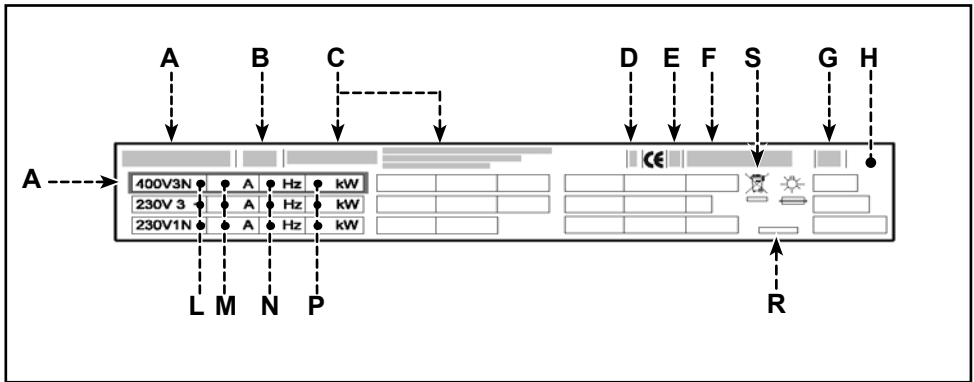 A B C D E F S G H
CE
A 400V3N A Hz kW
230V 3 A Hz kW
230V1N A Hz kW
L M N P R